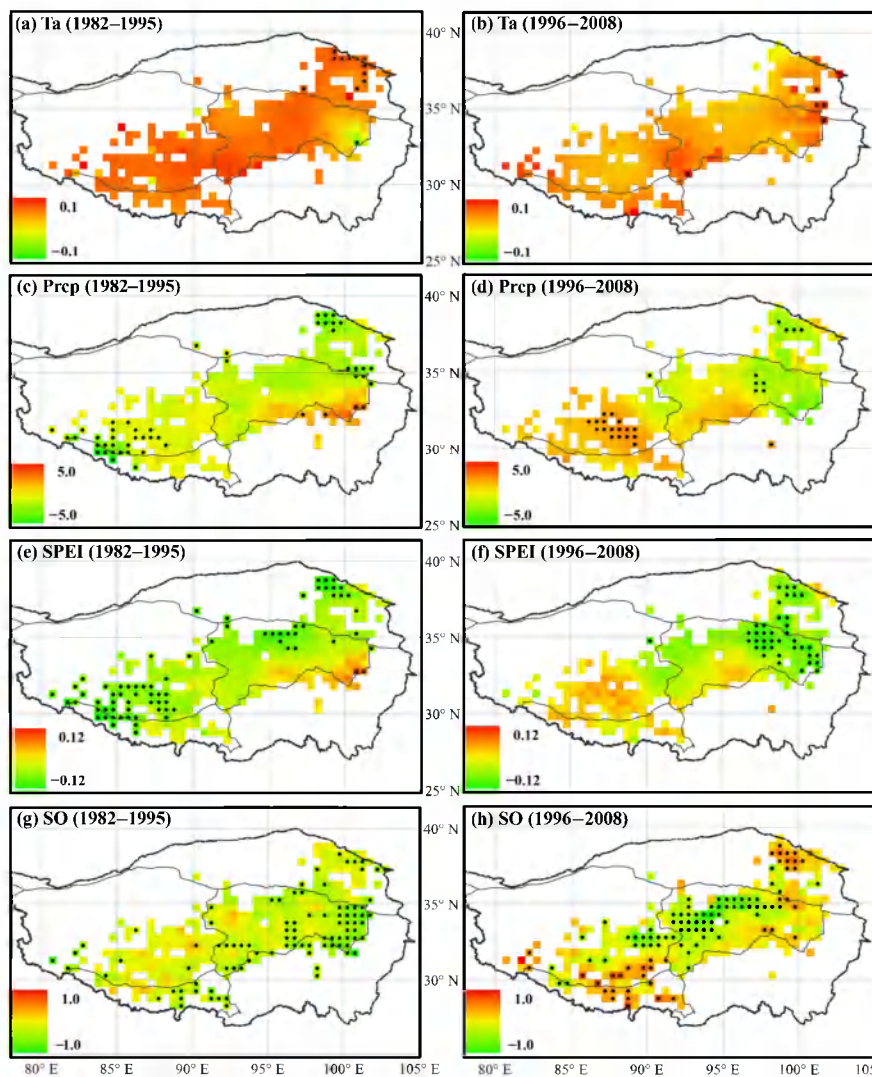 (a) Ta (1982–1995)
0.1
−0.1
40° N
35° N
30° N
25° N
(b) Ta (1996–2008)
0.1
−0.1
(c) Prcp (1982–1995)
5.0
−5.0
40° N
35° N
30° N
25° N
(d) Prcp (1996–2008)
5.0
−5.0
(e) SPEI (1982–1995)
0.12
−0.12
40° N
35° N
30° N
25° N
(f) SPEI (1996–2008)
0.12
−0.12
(g) SO (1982–1995)
1.0
−1.0
40° N
35° N
30° N
(h) SO (1996–2008)
1.0
−1.0
80° E 85° E 90° E 95° E 100° E 105° E
80° E 85° E 90° E 95° E 100° E 105